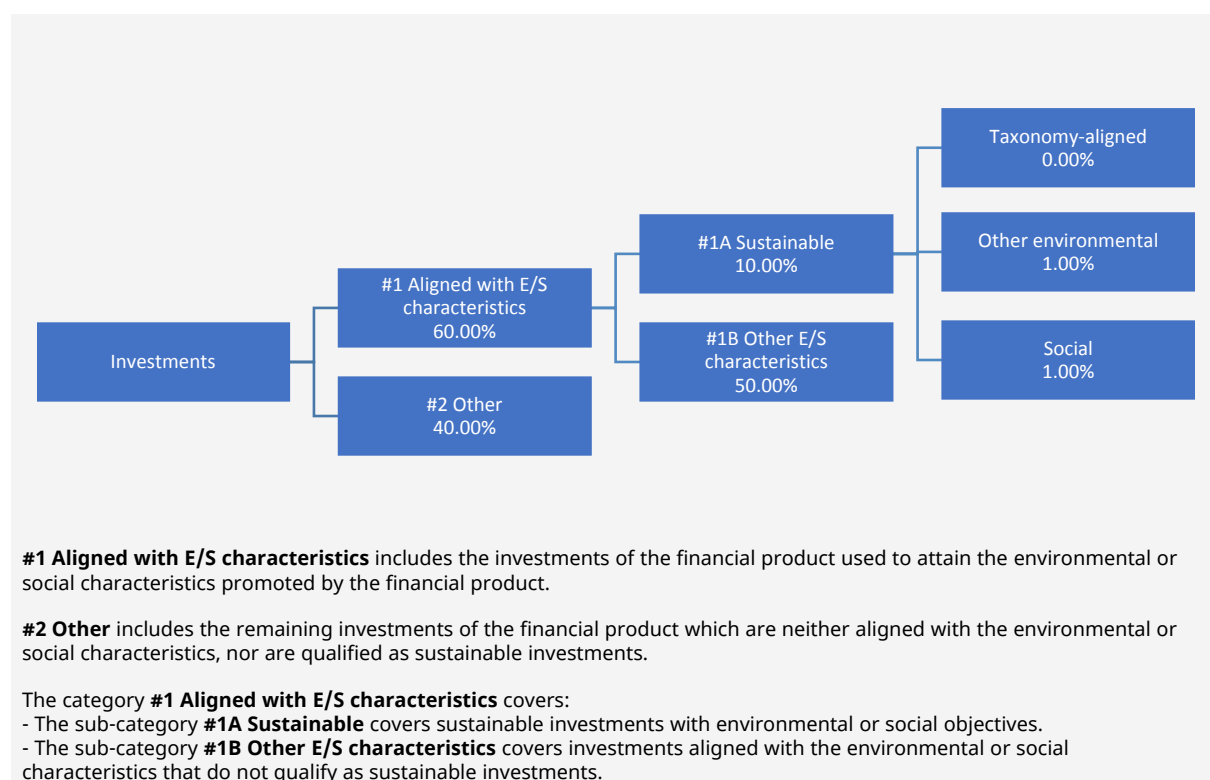 Investments
#1 Aligned with E/S
characteristics
60.00%
#2 Other
40.00%
#1A Sustainable
10.00%
#1B Other E/S
characteristics
50.00%
Taxonomy-aligned
0.00%
Other environmental
1.00%
Social
1.00%
#1 Aligned with E/S characteristics includes the investments of the financial product used to attain the environmental or
social characteristics promoted by the financial product.
#2 Other includes the remaining investments of the financial product which are neither aligned with the environmental or
social characteristics, nor are qualified as sustainable investments.
The category #1 Aligned with E/S characteristics covers:
- The sub-category #1A Sustainable covers sustainable investments with environmental or social objectives.
- The sub-category #1B Other E/S characteristics covers investments aligned with the environmental or social
characteristics that do not qualify as sustainable investments.